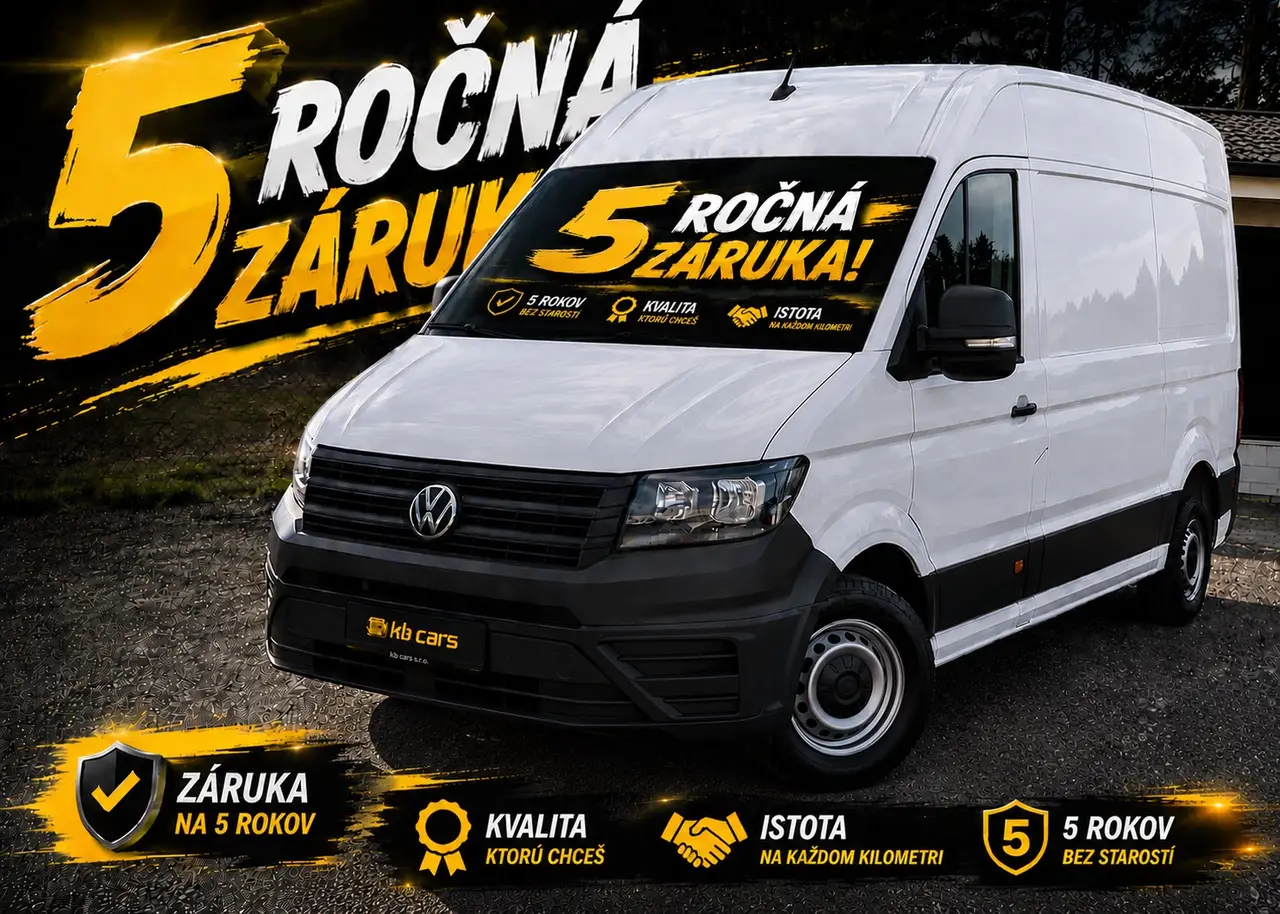 5 ROČNÁ
ZÁRUK
5 ROČNÁ
ZÁRUKA!
5 ROKOV
BEZ STAROSTÍ
KVALITA
KTORÚ CHCEŠ
ISTOTA
NA KAŽDOM KILOMETRI
kb cars
kb cars s.r.o.
ZÁRUKA
NA 5 ROKOV
KVALITA
KTORÚ CHCEŠ
ISTOTA
NA KAŽDOM KILOMETRI
5
5 ROKOV
BEZ STAROSTÍ